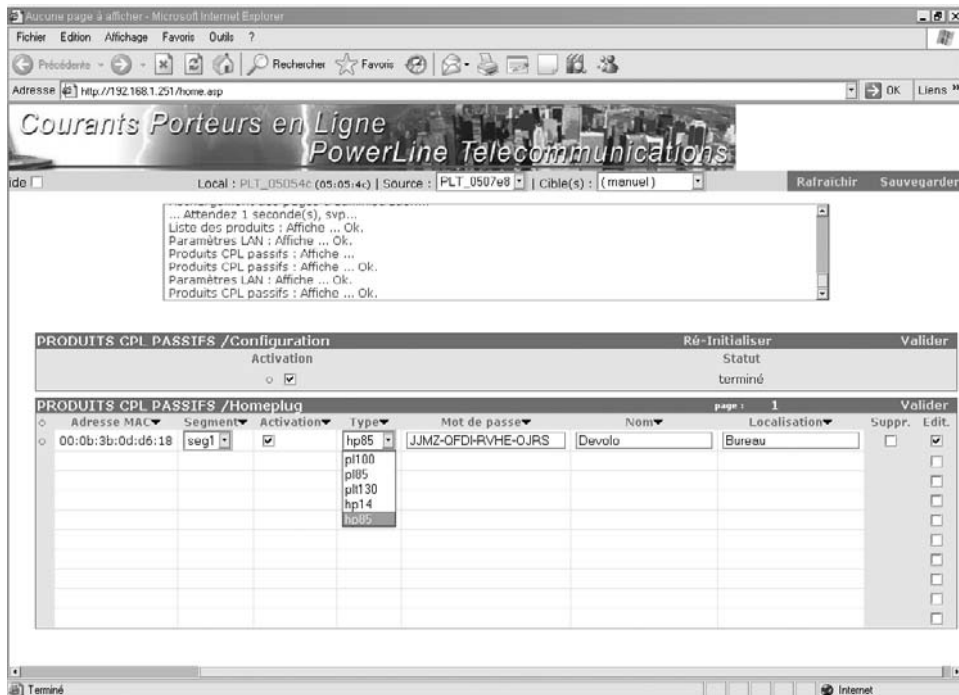 Aucune page à afficher - Microsoft Internet Explorer
Fichier Edition Affichage Favoris Outils ?
Précédente Rechercher Favoris
Adresse http://192.168.1.251/home.asp OK Liens »
Courants Porteurs en Ligne
PowerLine Telecommunications
ide Local : PLT_05054c (05:05:4c) | Source : PLT_0507e8 | Cible(s) : (manuel) Rafraichir Sauvegarder
... Attendez 1 seconde(s), svp...
Liste des produits : Affiche ... Ok.
Paramètres LAN : Affiche ... Ok.
Produits CPL passifs : Affiche ...
Produits CPL passifs : Affiche ... Ok.
Paramètres LAN : Affiche ... Ok.
Produits CPL passifs : Affiche ... Ok.
PRODUITS CPL PASSIFS /Configuration Ré-Initialiser Valider
Activation Statut
terminé
PRODUITS CPL PASSIFS /Homeplug page : 1 Valider
Adresse MAC Segment Activation Type Mot de passe Nom Localisation Suppr. Edit.
00:0b:3b:0d:d6:18 seg1 hp85 JJMZ-OFDI-RVHE-OJRS Devolo Bureau
pl100
pl85
plt130
hp14
hp85
Terminé Internet